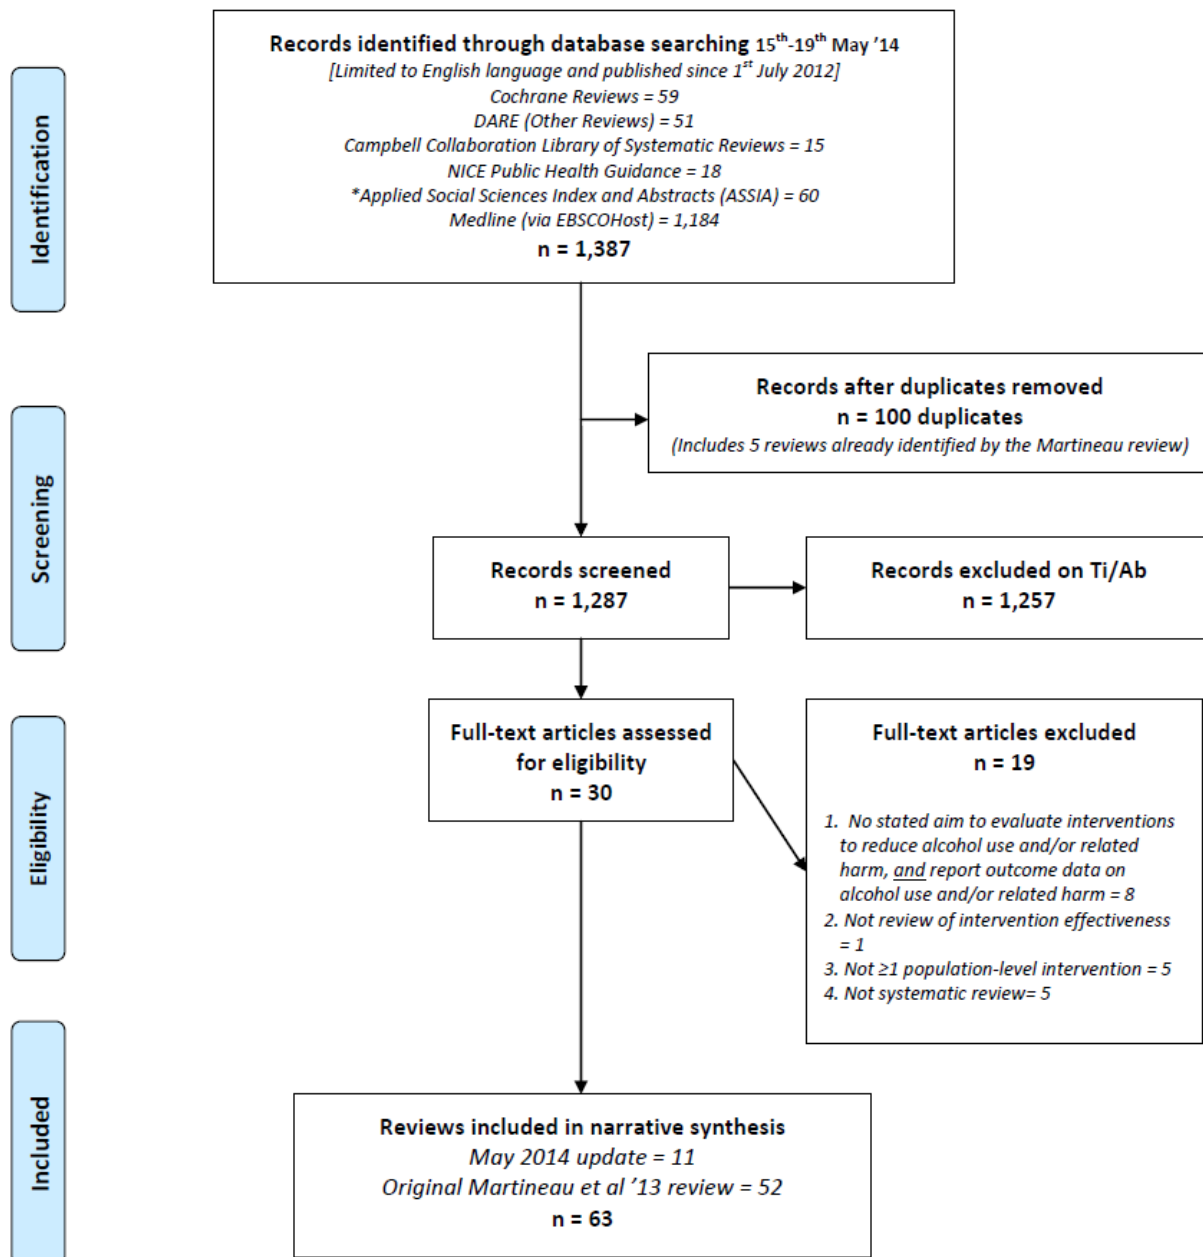 Identification
Records identified through database searching 15th-19th May '14
[Limited to English language and published since 1st July 2012]
Cochrane Reviews = 59
DARE (Other Reviews) = 51
Campbell Collaboration Library of Systematic Reviews = 15
NICE Public Health Guidance = 18
*Applied Social Sciences Index and Abstracts (ASSIA) = 60
Medline (via EBSCOHost) = 1,184
n = 1,387
Records after duplicates removed
n = 100 duplicates
(Includes 5 reviews already identified by the Martineau review)
Screening
Records screened
n = 1,287
Records excluded on Ti/Ab
n = 1,257
Eligibility
Full-text articles assessed
for eligibility
n = 30
Full-text articles excluded
n = 19
1. No stated aim to evaluate interventions
to reduce alcohol use and/or related
harm, and report outcome data on
alcohol use and/or related harm = 8
2. Not review of intervention effectiveness
= 1
3. Not ≥1 population-level intervention = 5
4. Not systematic review= 5
Included
Reviews included in narrative synthesis
May 2014 update = 11
Original Martineau et al '13 review = 52
n = 63